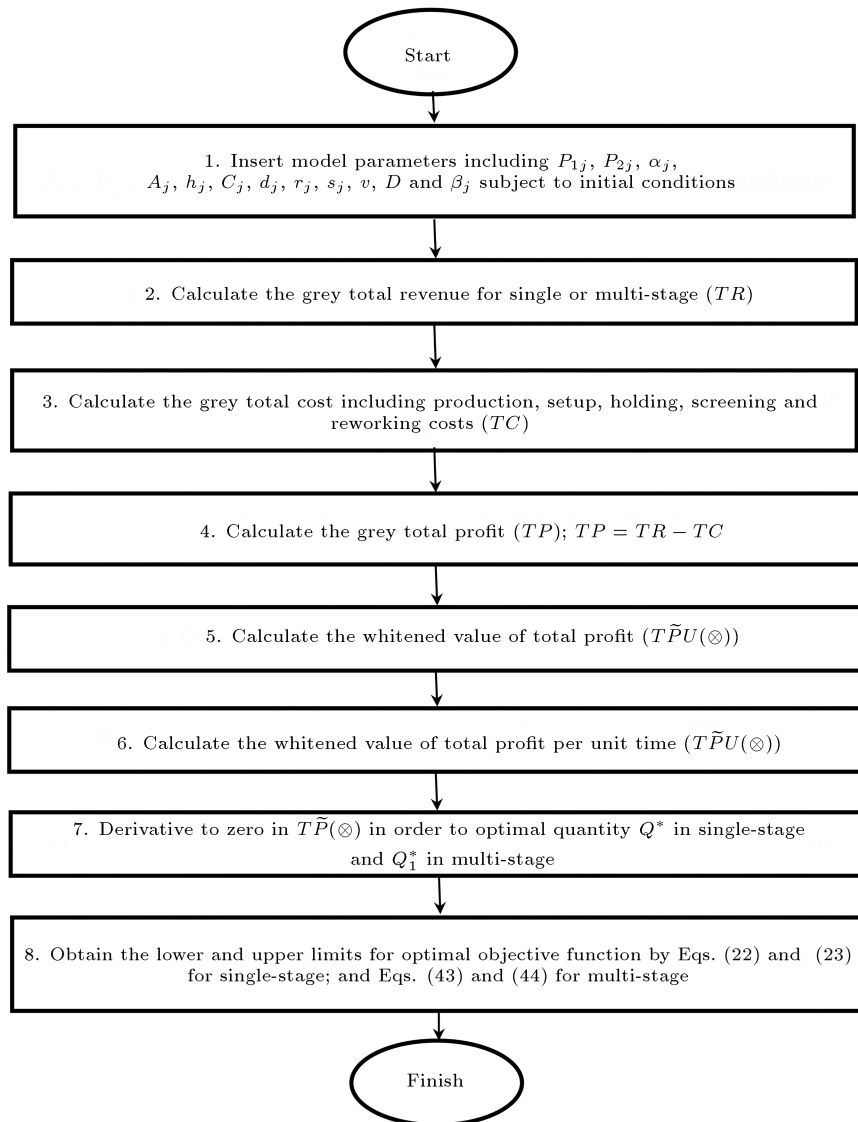 Start
1. Insert model parameters including P₁ⱼ, P₂ⱼ, αⱼ,
Aⱼ, hⱼ, Cⱼ, dⱼ, rⱼ, sⱼ, v, D and βⱼ subject to initial conditions
2. Calculate the grey total revenue for single or multi-stage (TR)
3. Calculate the grey total cost including production, setup, holding, screening and
reworking costs (TC)
4. Calculate the grey total profit (TP); TP = TR − TC
5. Calculate the whitened value of total profit (TP̃U(⊗))
6. Calculate the whitened value of total profit per unit time (TP̃U(⊗))
7. Derivative to zero in TP̃(⊗) in order to optimal quantity Q* in single-stage
and Q₁* in multi-stage
8. Obtain the lower and upper limits for optimal objective function by Eqs. (22) and (23)
for single-stage; and Eqs. (43) and (44) for multi-stage
Finish